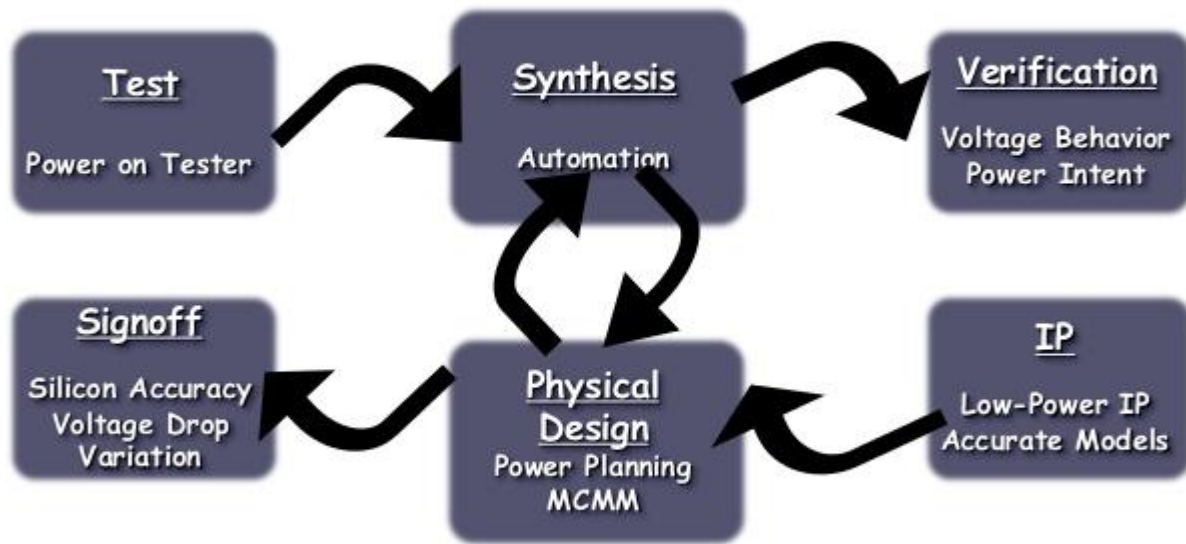 Test
Power on Tester
Synthesis
Automation
Verification
Voltage Behavior
Power Intent
Signoff
Silicon Accuracy
Voltage Drop
Variation
Physical
Design
Power Planning
MCMM
IP
Low-Power IP
Accurate Models